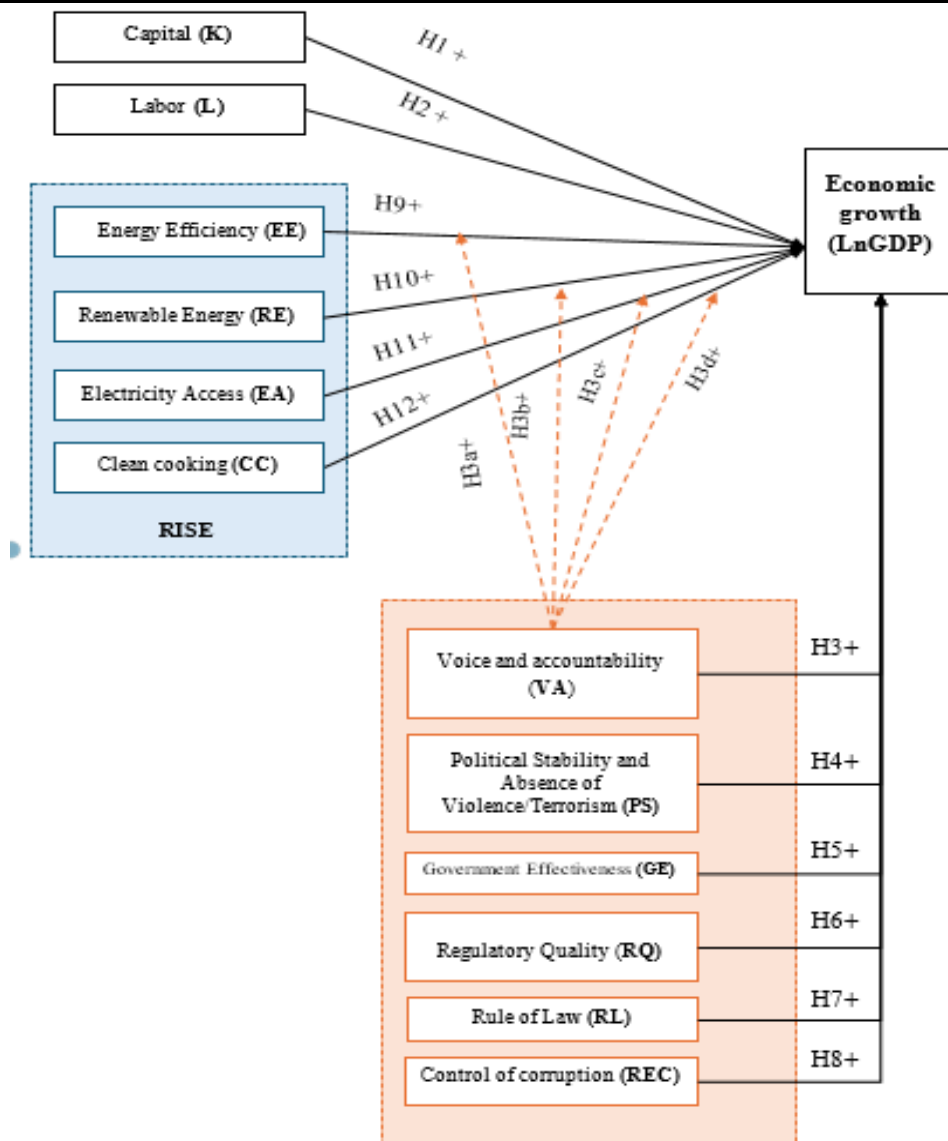 Capital (K)
H1 +
Labor (L)
H2 +
Economic
growth
(LnGDP)
H9+
Energy Efficiency (EE)
H10+
Renewable Energy (RE)
H11+
Electricity Access (EA)
H12+
Clean cooking (CC)
RISE
H3a+
H3b+
H3c+
H3d+
Voice and accountability
(VA)
H3+
Political Stability and
Absence of
Violence/Terrorism (PS)
H4+
Government Effectiveness (GE)
H5+
Regulatory Quality (RQ)
H6+
Rule of Law (RL)
H7+
Control of corruption (REC)
H8+